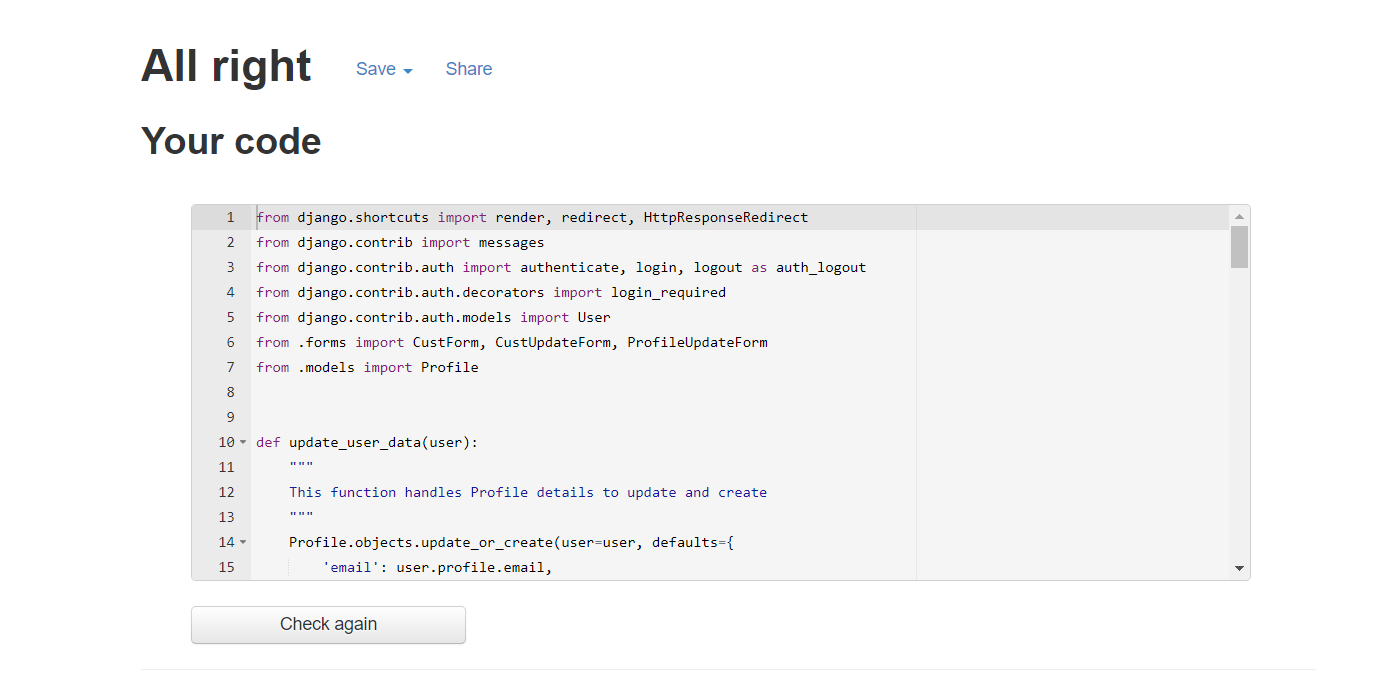 All right Save Share
Your code
1 from django.shortcuts import render, redirect, HttpResponseRedirect
2 from django.contrib import messages
3 from django.contrib.auth import authenticate, login, logout as auth_logout
4 from django.contrib.auth.decorators import login_required
5 from django.contrib.auth.models import User
6 from .forms import CustForm, CustUpdateForm, ProfileUpdateForm
7 from .models import Profile
8
9
10 def update_user_data(user):
11     """
12     This function handles Profile details to update and create
13     """
14     Profile.objects.update_or_create(user=user, defaults={
15         'email': user.profile.email,
Check again